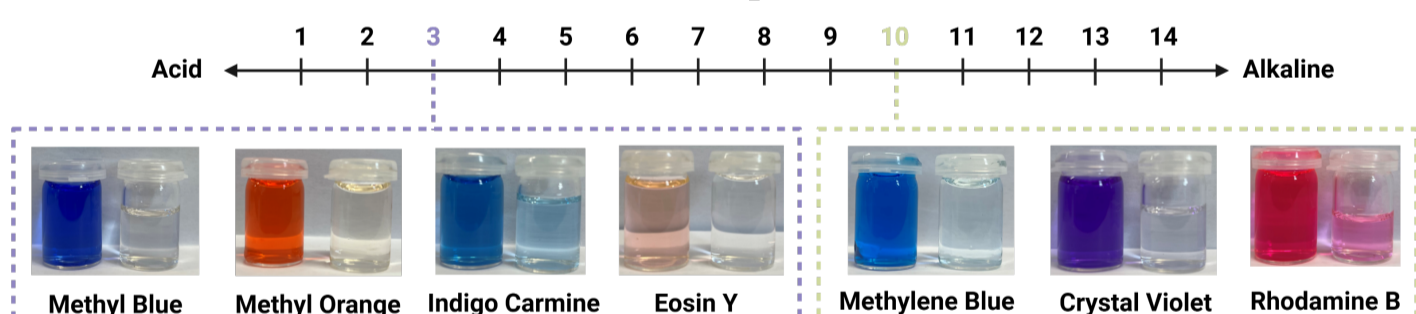 1 2 3 4 5 6 7 8 9 10 11 12 13 14
Acid Alkaline
Methyl Blue Methyl Orange Indigo Carmine Eosin Y Methylene Blue Crystal Violet Rhodamine B